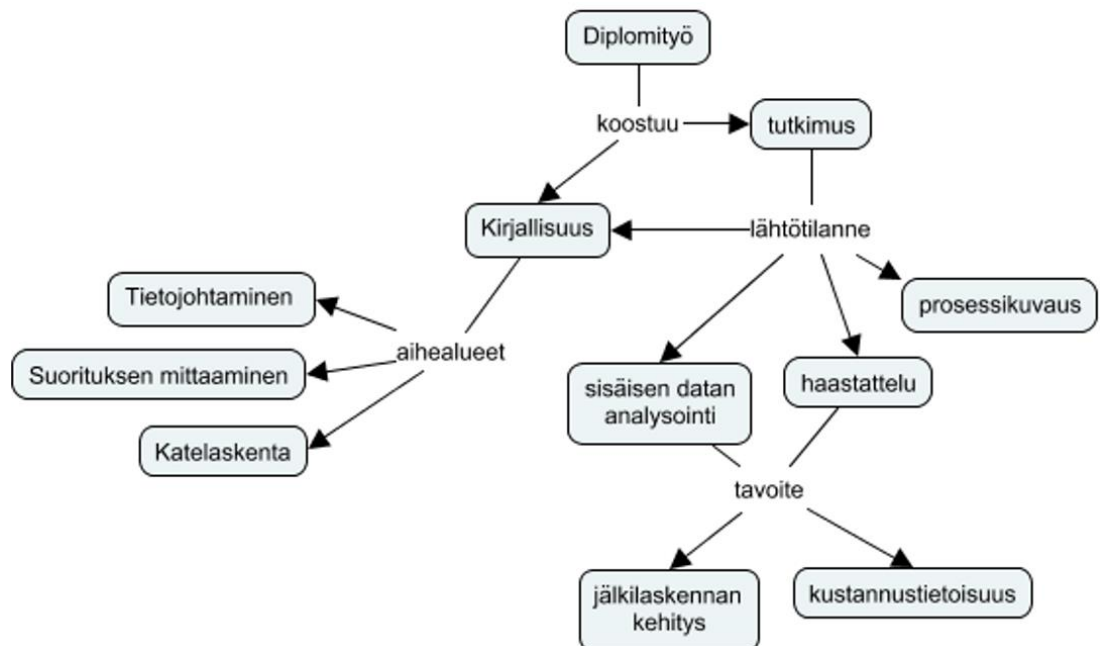 Diplomityö
koostuu
tutkimus
Kirjallisuus
lähtötilanne
Tietojohtaminen
prosessikuvaus
aihealueet
Suorituksen mittaaminen
sisäisen datan
analysointi
haastattelu
Katelaskenta
tavoite
jälkilaskennan
kehitys
kustannustietoisuus